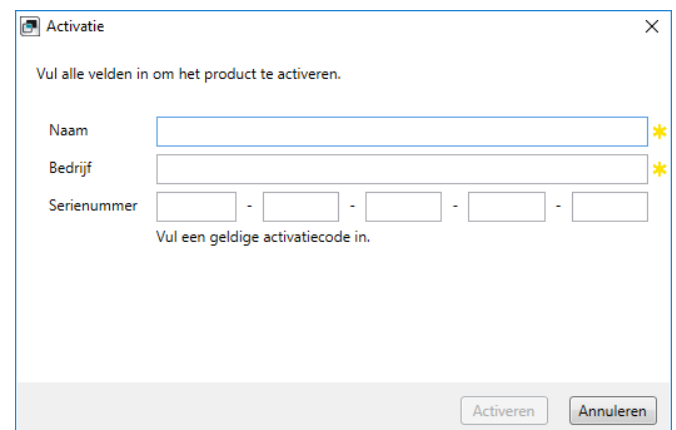 Activatie
Vul alle velden in om het product te activeren.
Naam
Bedrijf
Serienummer - - - -
Vul een geldige activatiecode in.
Activeren Annuleren